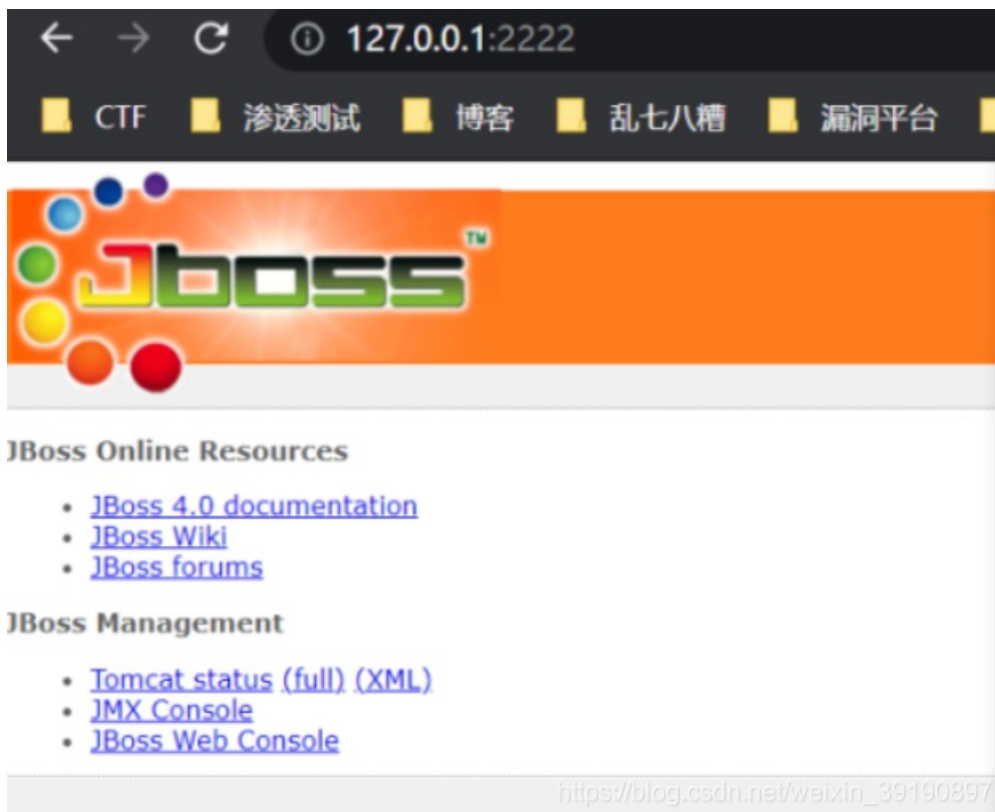 127.0.0.1:2222
CTF 渗透测试 博客 乱七八糟 漏洞平台
Jboss TM
JBoss Online Resources
JBoss 4.0 documentation
JBoss Wiki
JBoss forums
JBoss Management
Tomcat status (full) (XML)
JMX Console
JBoss Web Console
https://blog.csdn.net/weixin_39190897